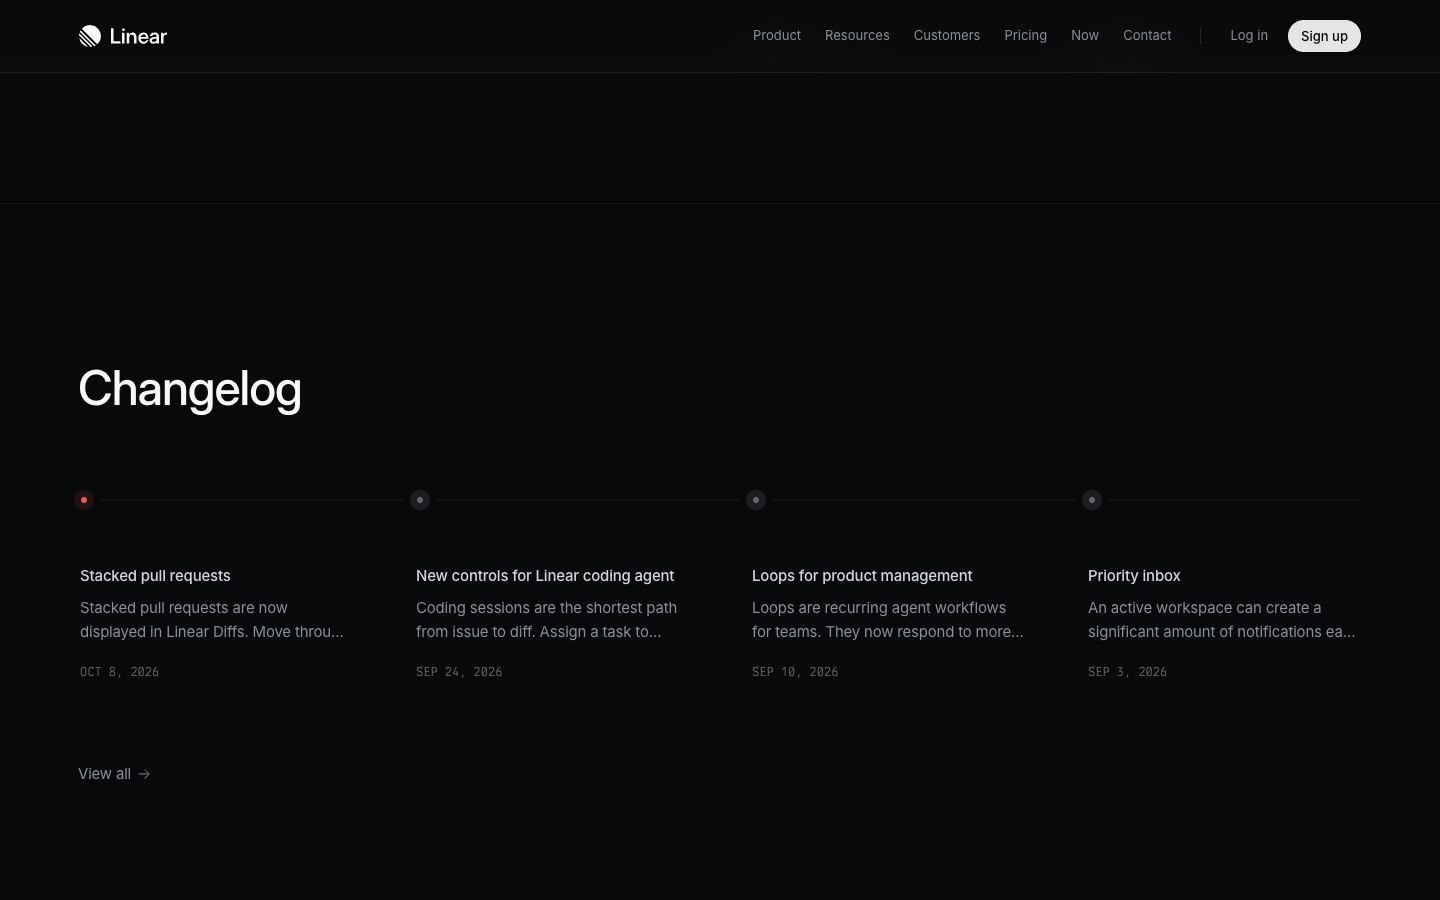 Linear
Product Resources Customers Pricing Now Contact Log in Sign up
Changelog
Stacked pull requests
Stacked pull requests are now
displayed in Linear Diffs. Move throu...
OCT 8, 2026
New controls for Linear coding agent
Coding sessions are the shortest path
from issue to diff. Assign a task to...
SEP 24, 2026
Loops for product management
Loops are recurring agent workflows
for teams. They now respond to more...
SEP 10, 2026
Priority inbox
An active workspace can create a
significant amount of notifications ea...
SEP 3, 2026
View all →